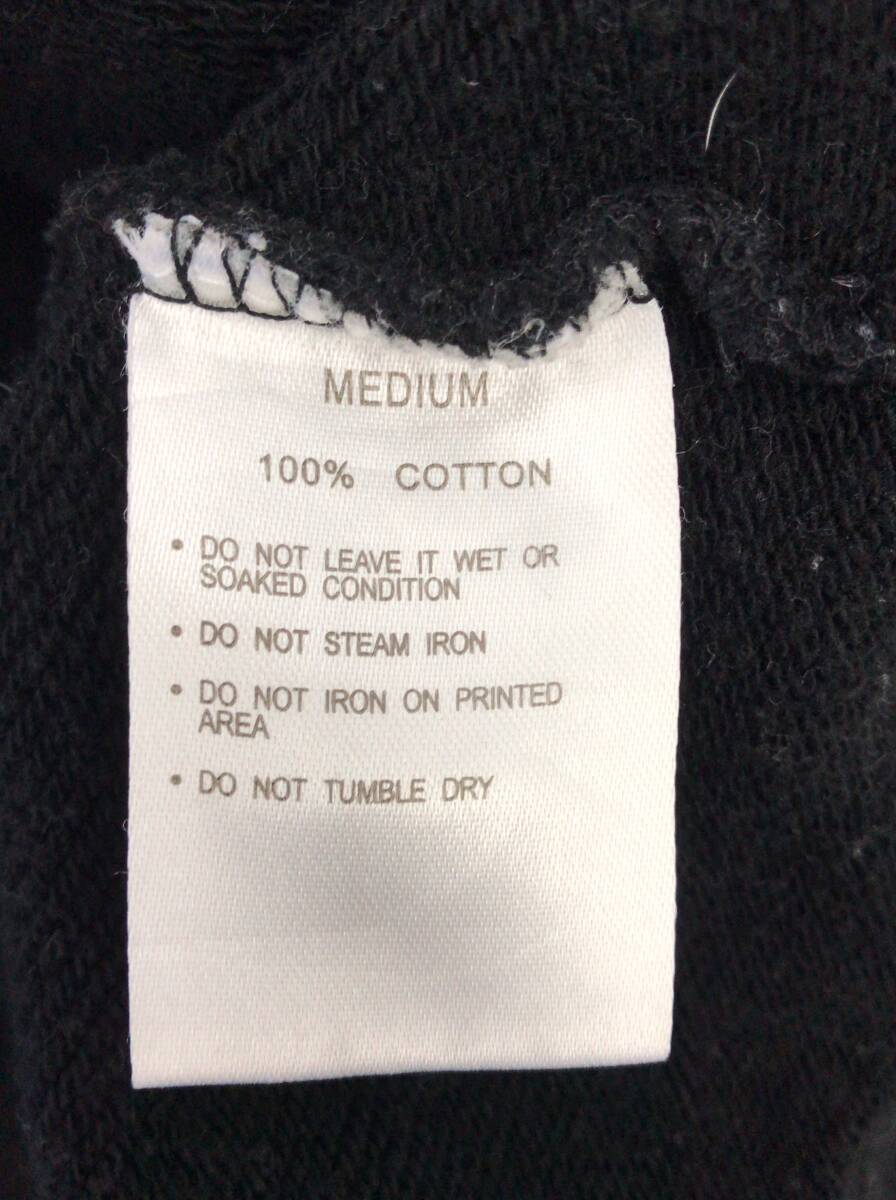 MEDIUM
100% COTTON
• DO NOT LEAVE IT WET OR
SOAKED CONDITION
• DO NOT STEAM IRON
• DO NOT IRON ON PRINTED
AREA
• DO NOT TUMBLE DRY